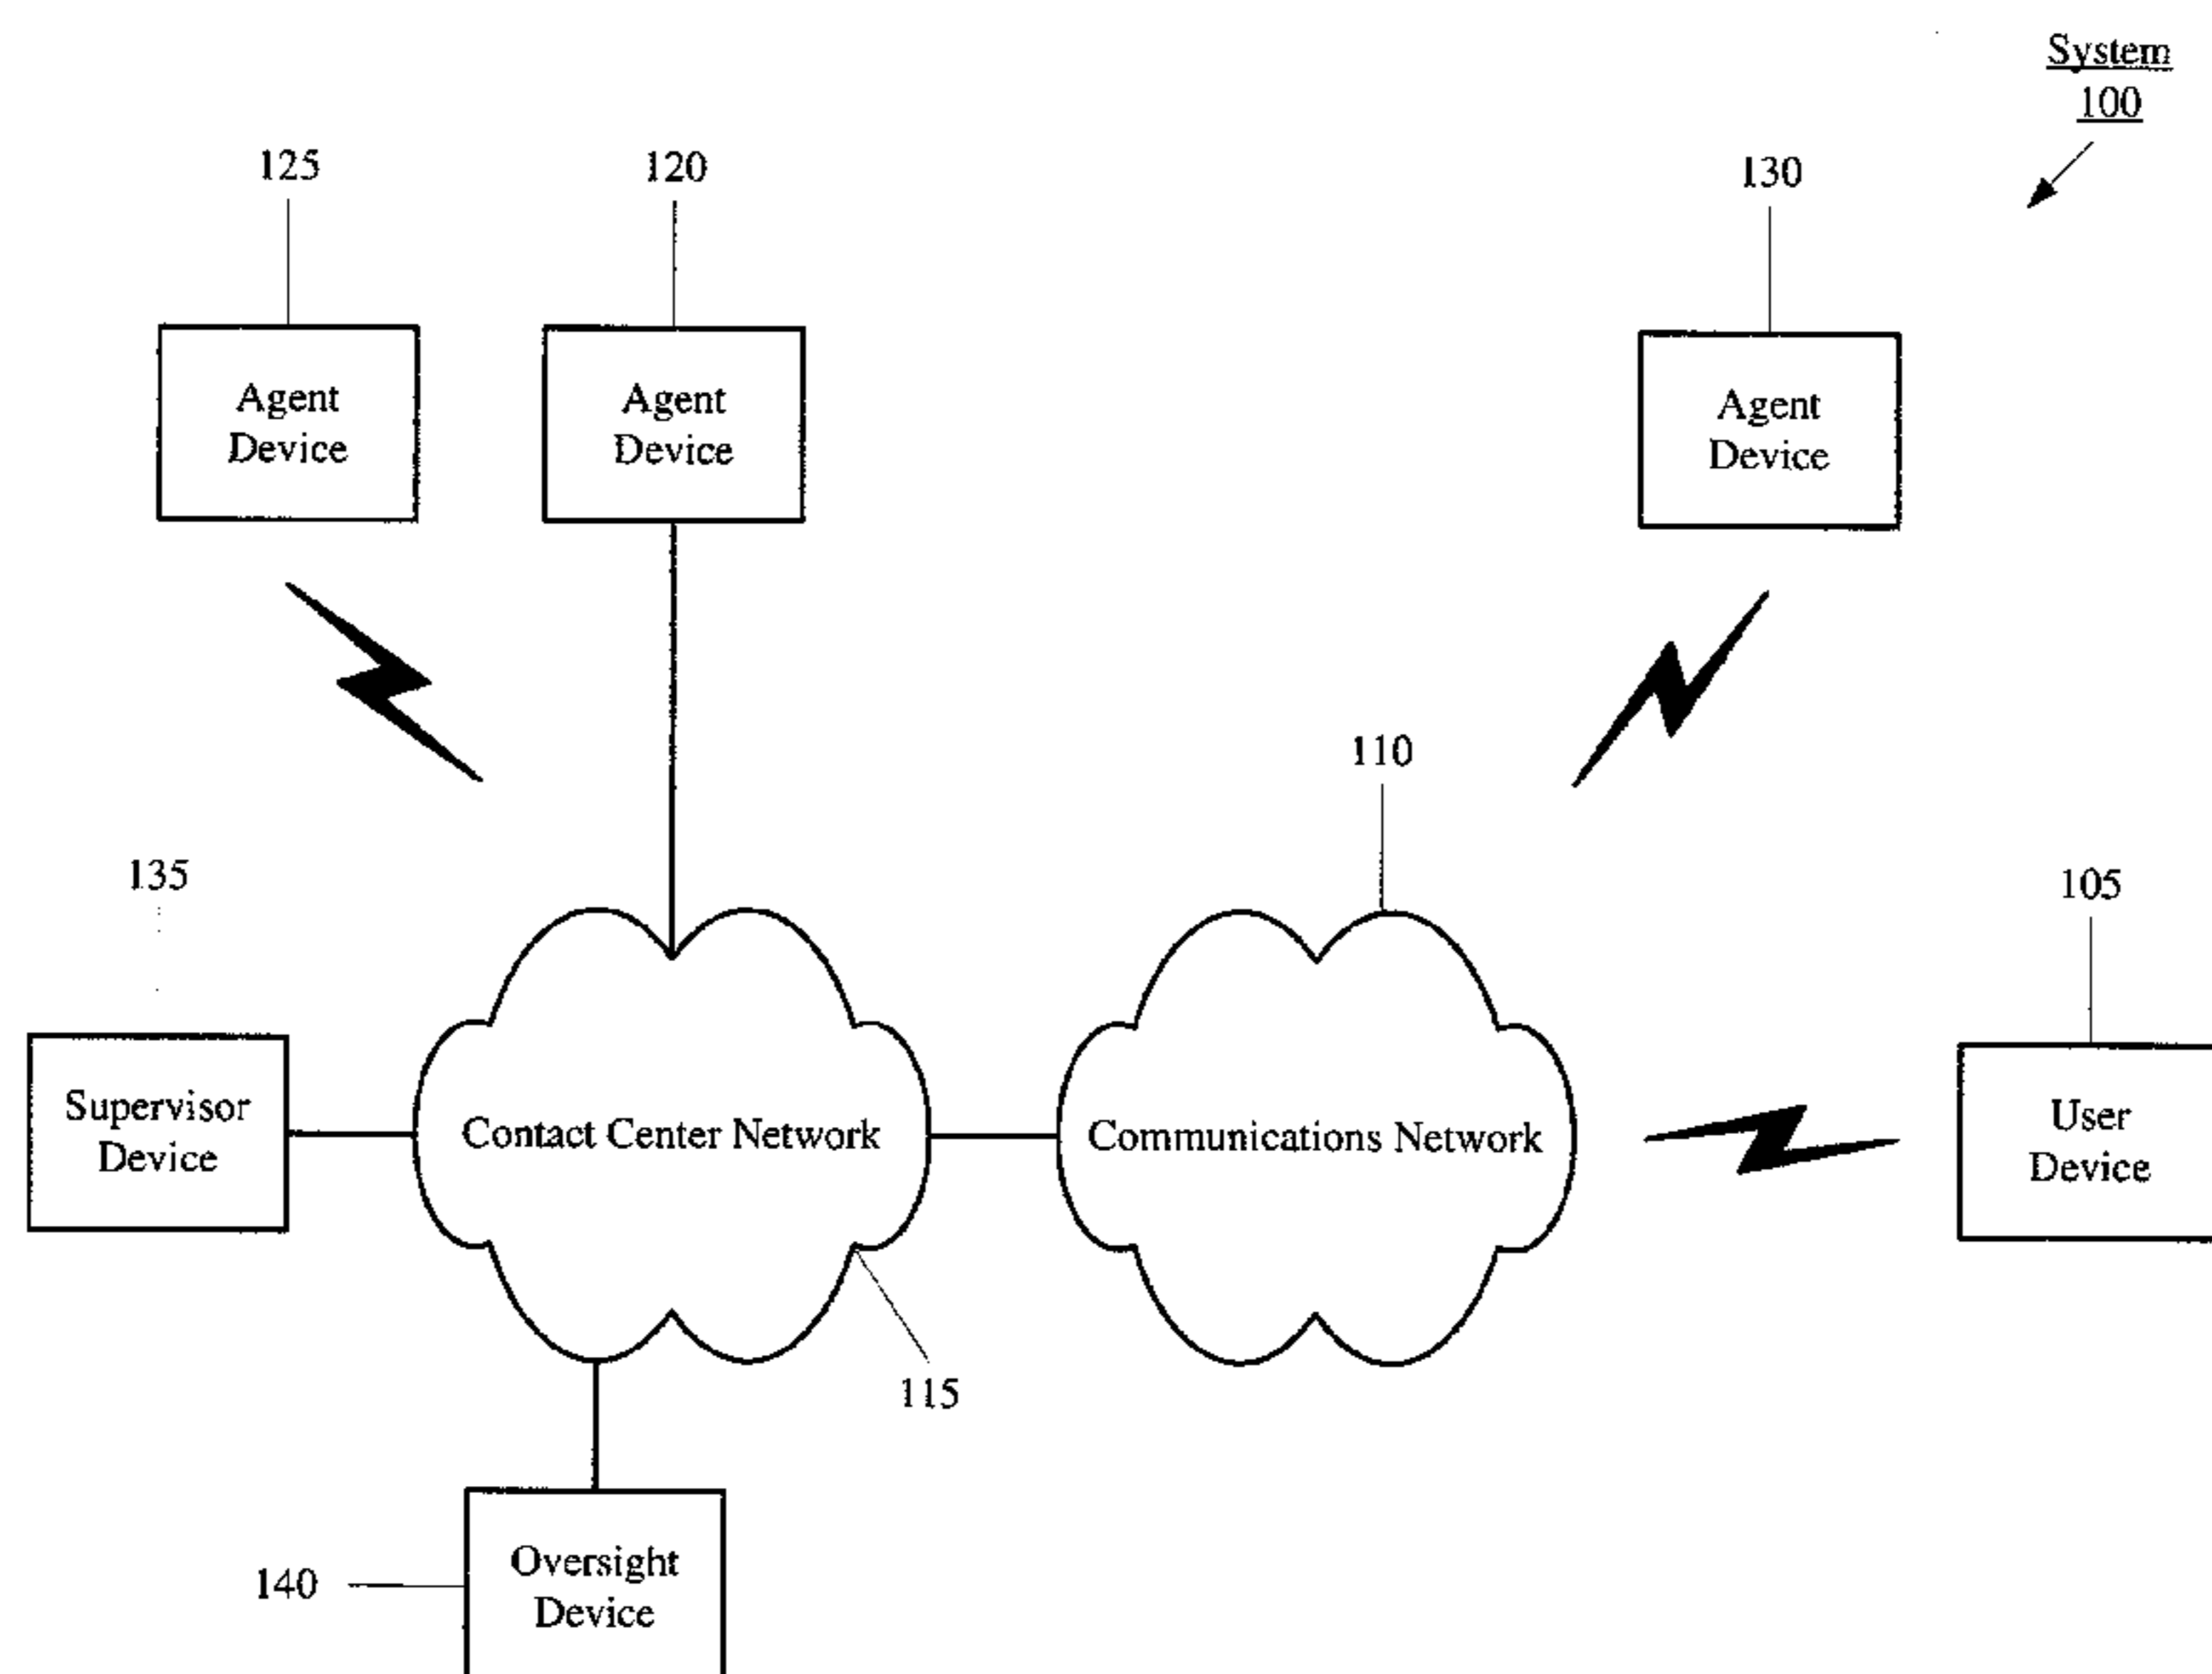 System
100
125
120
130
Agent
Device
Agent
Device
Agent
Device
110
135
105
Supervisor
Device
Contact Center Network
Communications Network
User
Device
115
140
Oversight
Device